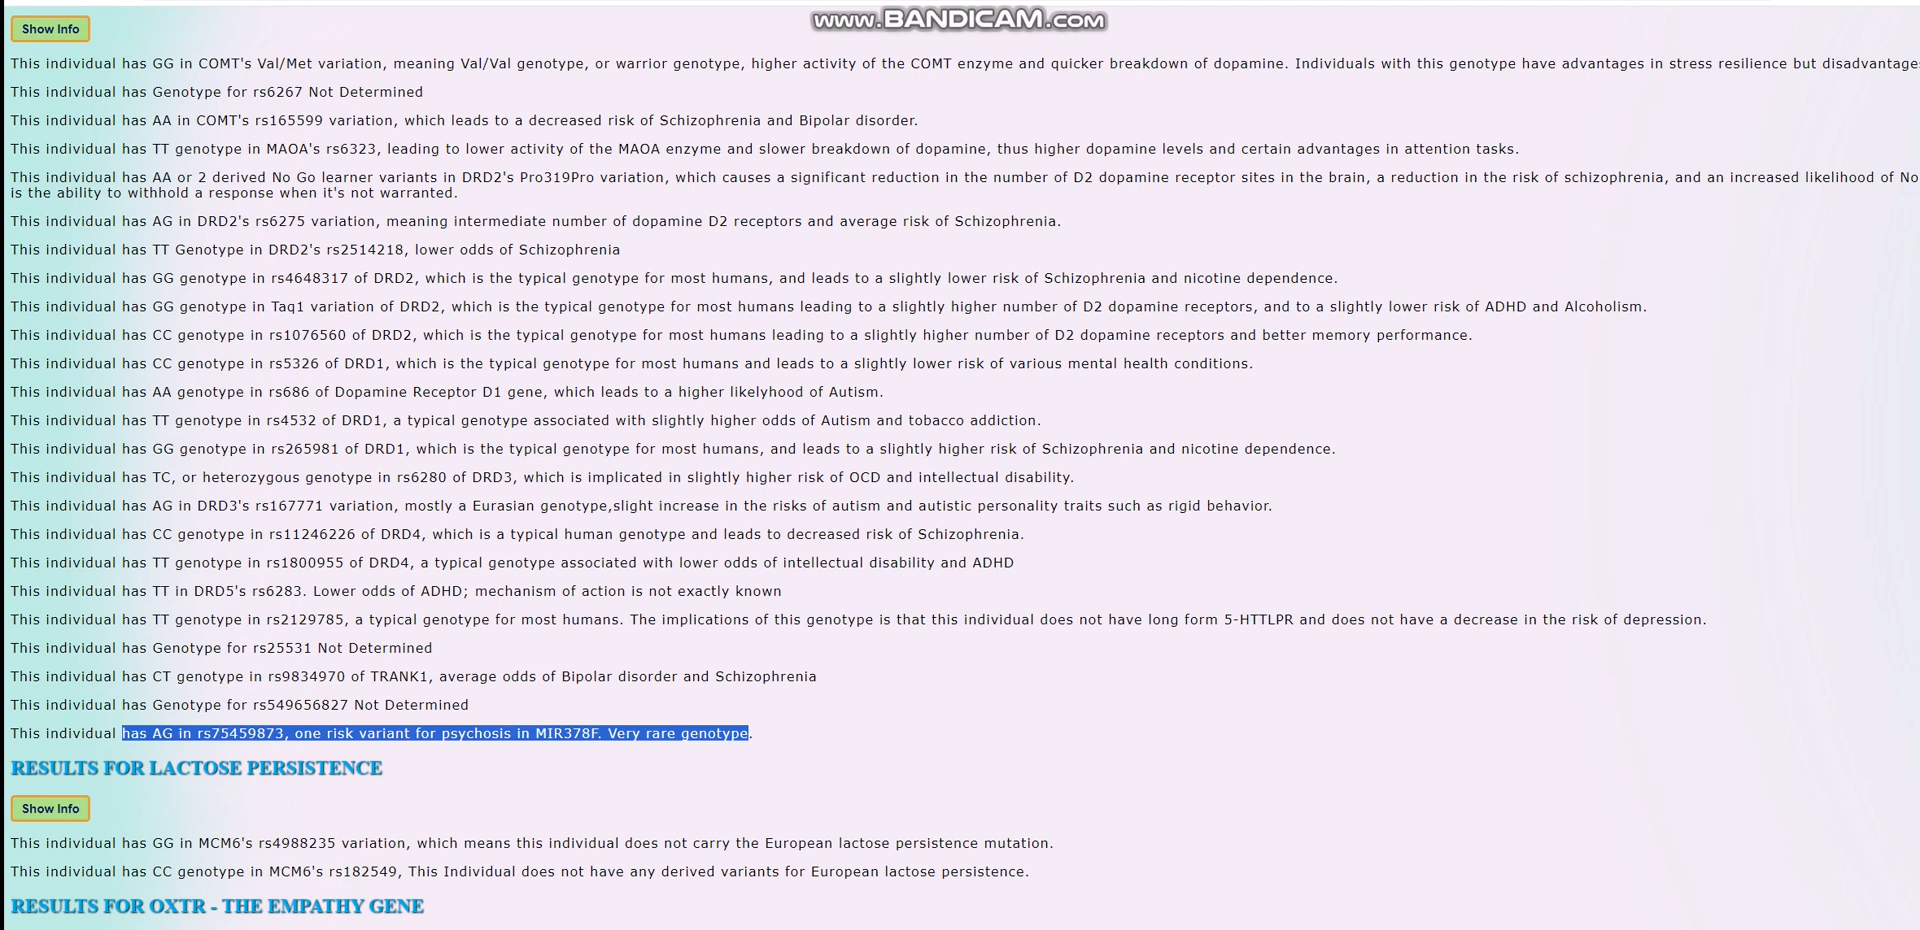 www.BANDICAM.com
Show Info
This individual has GG in COMT's Val/Met variation, meaning Val/Val genotype, or warrior genotype, higher activity of the COMT enzyme and quicker breakdown of dopamine. Individuals with this genotype have advantages in stress resilience but disadvantage
This individual has Genotype for rs6267 Not Determined
This individual has AA in COMT's rs165599 variation, which leads to a decreased risk of Schizophrenia and Bipolar disorder.
This individual has TT genotype in MAOA's rs6323, leading to lower activity of the MAOA enzyme and slower breakdown of dopamine, thus higher dopamine levels and certain advantages in attention tasks.
This individual has AA or 2 derived No Go learner variants in DRD2's Pro319Pro variation, which causes a significant reduction in the number of D2 dopamine receptor sites in the brain, a reduction in the risk of schizophrenia, and an increased likelihood of No
is the ability to withhold a response when it's not warranted.
This individual has AG in DRD2's rs6275 variation, meaning intermediate number of dopamine D2 receptors and average risk of Schizophrenia.
This individual has TT Genotype in DRD2's rs2514218, lower odds of Schizophrenia
This individual has GG genotype in rs4648317 of DRD2, which is the typical genotype for most humans, and leads to a slightly lower risk of Schizophrenia and nicotine dependence.
This individual has GG genotype in Taq1 variation of DRD2, which is the typical genotype for most humans leading to a slightly higher number of D2 dopamine receptors, and to a slightly lower risk of ADHD and Alcoholism.
This individual has CC genotype in rs1076560 of DRD2, which is the typical genotype for most humans leading to a slightly higher number of D2 dopamine receptors and better memory performance.
This individual has CC genotype in rs5326 of DRD1, which is the typical genotype for most humans and leads to a slightly lower risk of various mental health conditions.
This individual has AA genotype in rs686 of Dopamine Receptor D1 gene, which leads to a higher likelyhood of Autism.
This individual has TT genotype in rs4532 of DRD1, a typical genotype associated with slightly higher odds of Autism and tobacco addiction.
This individual has GG genotype in rs265981 of DRD1, which is the typical genotype for most humans, and leads to a slightly higher risk of Schizophrenia and nicotine dependence.
This individual has TC, or heterozygous genotype in rs6280 of DRD3, which is implicated in slightly higher risk of OCD and intellectual disability.
This individual has AG in DRD3's rs167771 variation, mostly a Eurasian genotype,slight increase in the risks of autism and autistic personality traits such as rigid behavior.
This individual has CC genotype in rs11246226 of DRD4, which is a typical human genotype and leads to decreased risk of Schizophrenia.
This individual has TT genotype in rs1800955 of DRD4, a typical genotype associated with lower odds of intellectual disability and ADHD
This individual has TT in DRD5's rs6283. Lower odds of ADHD; mechanism of action is not exactly known
This individual has TT genotype in rs2129785, a typical genotype for most humans. The implications of this genotype is that this individual does not have long form 5-HTTLPR and does not have a decrease in the risk of depression.
This individual has Genotype for rs25531 Not Determined
This individual has CT genotype in rs9834970 of TRANK1, average odds of Bipolar disorder and Schizophrenia
This individual has Genotype for rs549656827 Not Determined
This individual has AG in rs75459873, one risk variant for psychosis in MIR378F. Very rare genotype.
RESULTS FOR LACTOSE PERSISTENCE
Show Info
This individual has GG in MCM6's rs4988235 variation, which means this individual does not carry the European lactose persistence mutation.
This individual has CC genotype in MCM6's rs182549, This Individual does not have any derived variants for European lactose persistence.
RESULTS FOR OXTR - THE EMPATHY GENE